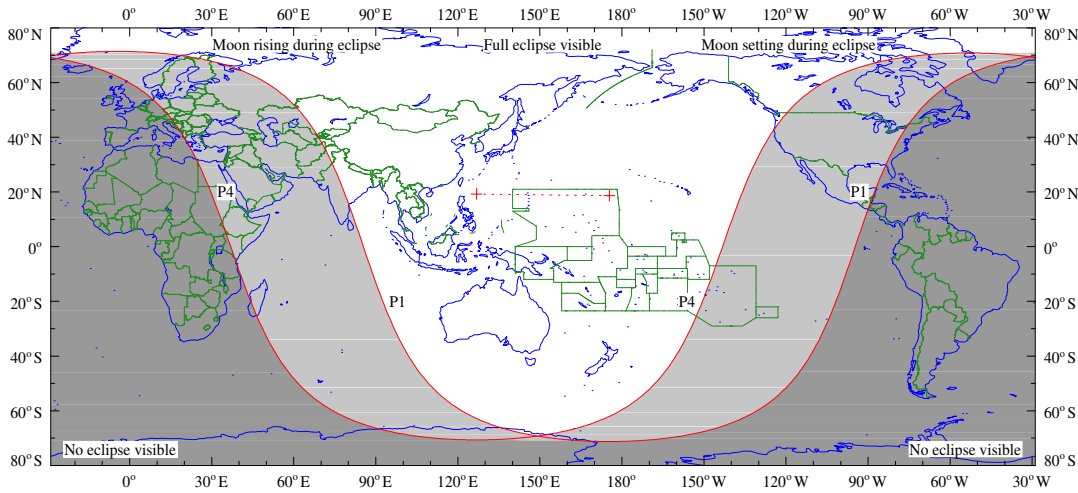 0° 30°E 60°E 90°E 120°E 150°E 180° 150°W 120°W 90°W 60°W 30°W
80°N Moon rising during eclipse Full eclipse visible Moon setting during eclipse 80°N
60°N 60°N
40°N 40°N
20°N P4 P1 20°N
0° 0°
20°S P1 P4 20°S
40°S 40°S
60°S 60°S
No eclipse visible No eclipse visible
80°S 80°S
0° 30°E 60°E 90°E 120°E 150°E 180° 150°W 120°W 90°W 60°W 30°W